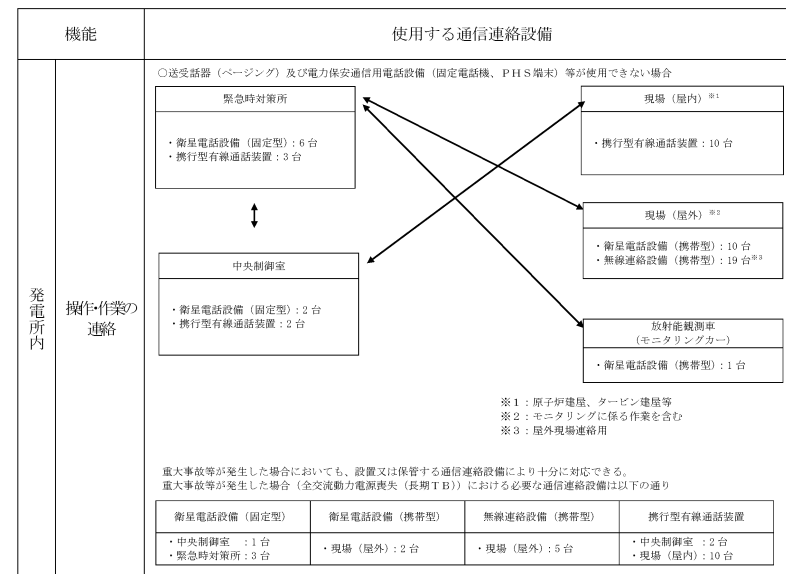 機能
使用する通信連絡設備
発電所内
操作・作業の
連絡
○送受話器（ページング）及び電力保安通信用電話設備（固定電話機、ＰＨＳ端末）等が使用できない場合
緊急時対策所
・衛星電話設備（固定型）：６台
・携行型有線通話装置：３台
現場（屋内）※1
・携行型有線通話装置：10台
現場（屋外）※2
・衛星電話設備（携帯型）：10台
・無線連絡設備（携帯型）：19台※3
中央制御室
・衛星電話設備（固定型）：２台
・携行型有線通話装置：２台
放射能観測車
（モニタリングカー）
・衛星電話設備（携帯型）：１台
※１：原子炉建屋、タービン建屋等
※２：モニタリングに係る作業を含む
※３：屋外現場連絡用
重大事故等が発生した場合においても、設置又は保管する通信連絡設備により十分に対応できる。
重大事故等が発生した場合（全交流動力電源喪失（長期ＴＢ））における必要な通信連絡設備は以下の通り
衛星電話設備（固定型）
衛星電話設備（携帯型）
無線連絡設備（携帯型）
携行型有線通話装置
・中央制御室　：１台
・緊急時対策所：３台
・現場（屋外）：２台
・現場（屋外）：５台
・中央制御室　：２台
・現場（屋内）：10台